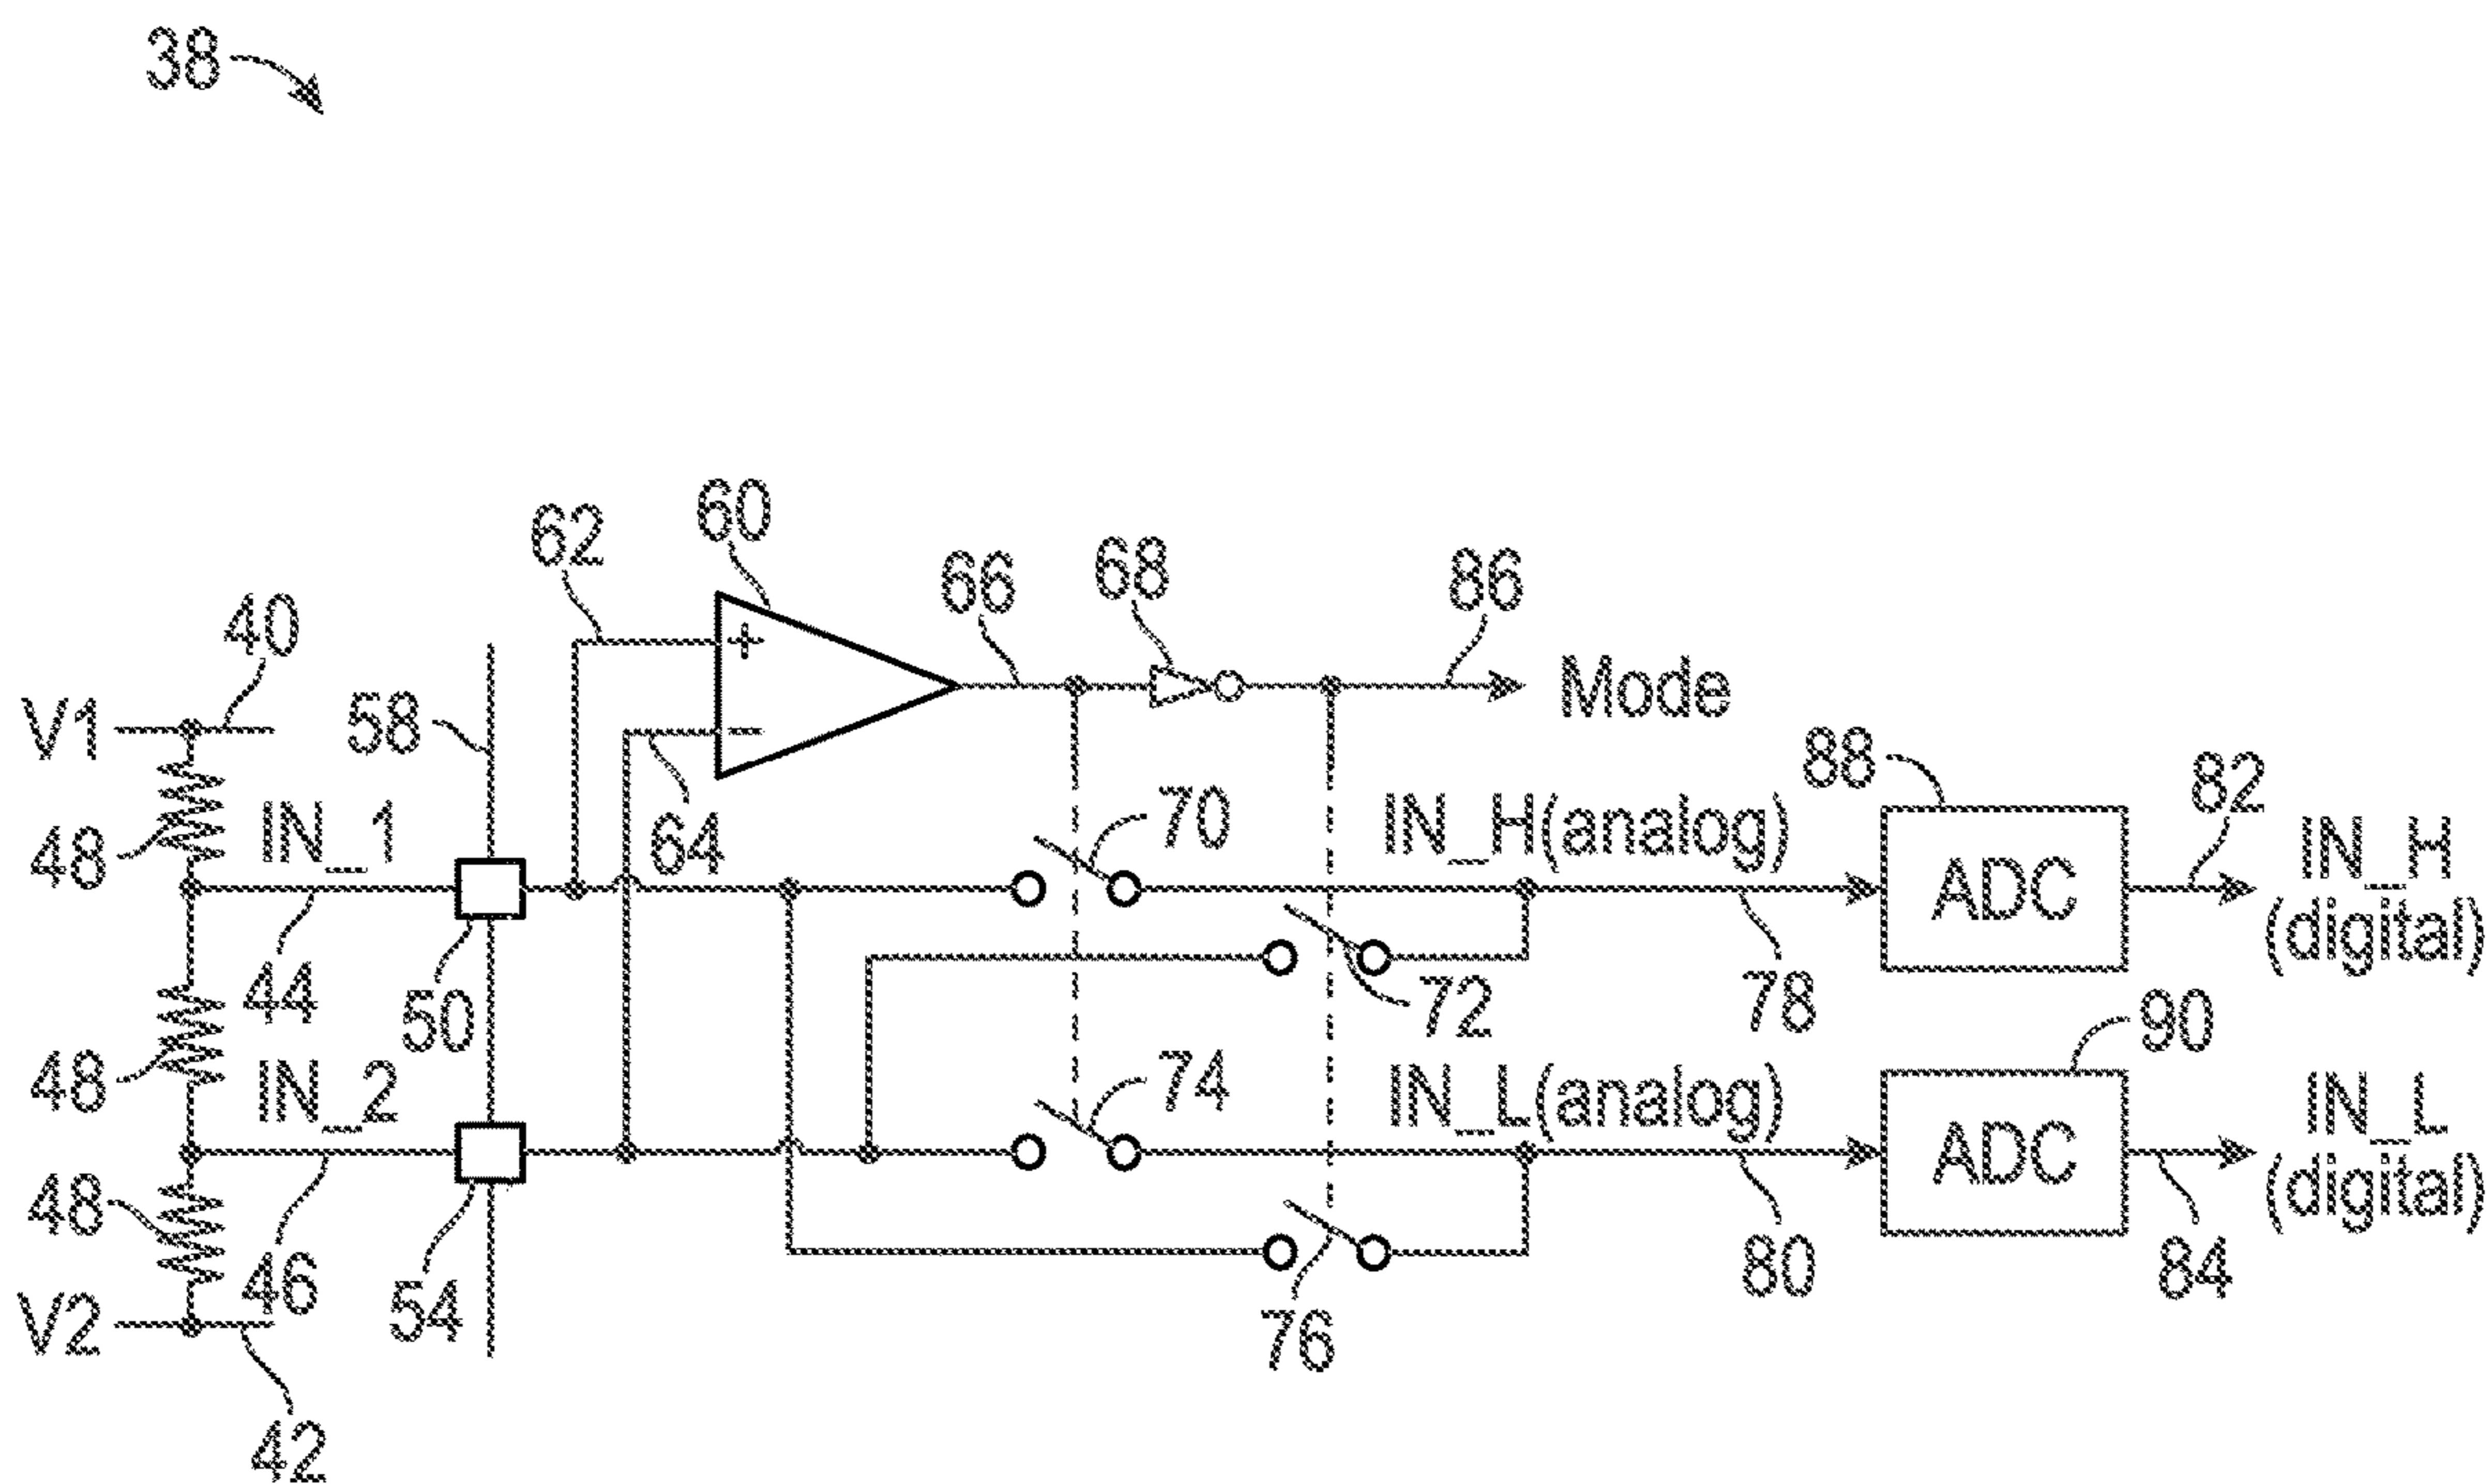 38
60
62
66
68
86
40
+
Mode
V1
58
−
88
82
48
IN_1
64
70
IN_H(analog)
ADC
IN_H
(digital)
44
50
72
78
90
48
IN_2
74
IN_L(analog)
ADC
IN_L
(digital)
48
46
54
80
84
V2
76
42